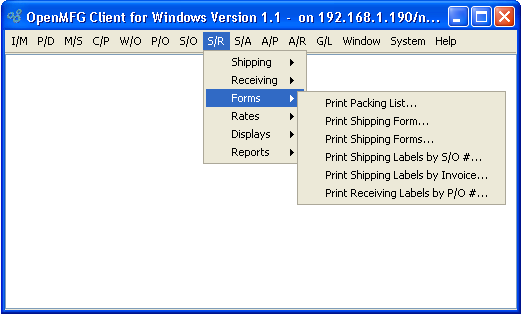 OpenMFG Client for Windows Version 1.1 - on 192.168.1.190/n...
I/M P/D M/S C/P W/O P/O S/O S/R S/A A/P A/R G/L Window System Help
Shipping
Receiving
Forms
Rates
Displays
Reports
Print Packing List...
Print Shipping Form...
Print Shipping Forms...
Print Shipping Labels by S/O #...
Print Shipping Labels by Invoice...
Print Receiving Labels by P/O #...